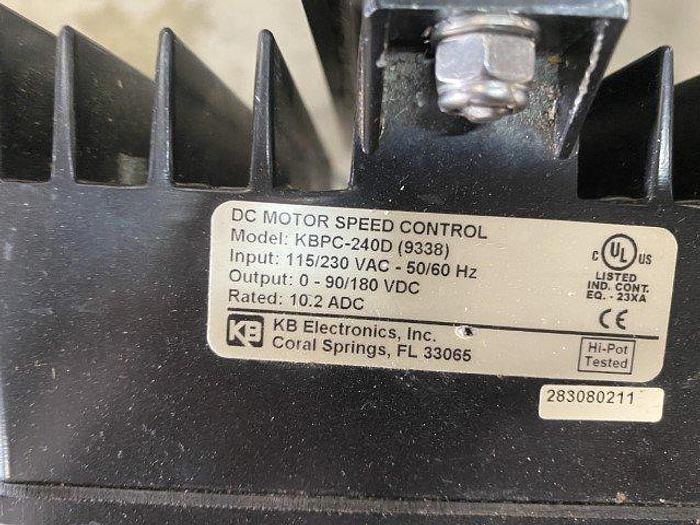 DC MOTOR SPEED CONTROL
Model: KBPC-240D (9338)
Input: 115/230 VAC - 50/60 Hz
Output: 0 - 90/180 VDC
Rated: 10.2 ADC
KB KB Electronics, Inc.
Coral Springs, FL 33065
c UL US
LISTED
IND. CONT.
EQ. - 23XA
CE
Hi-Pot
Tested
283080211